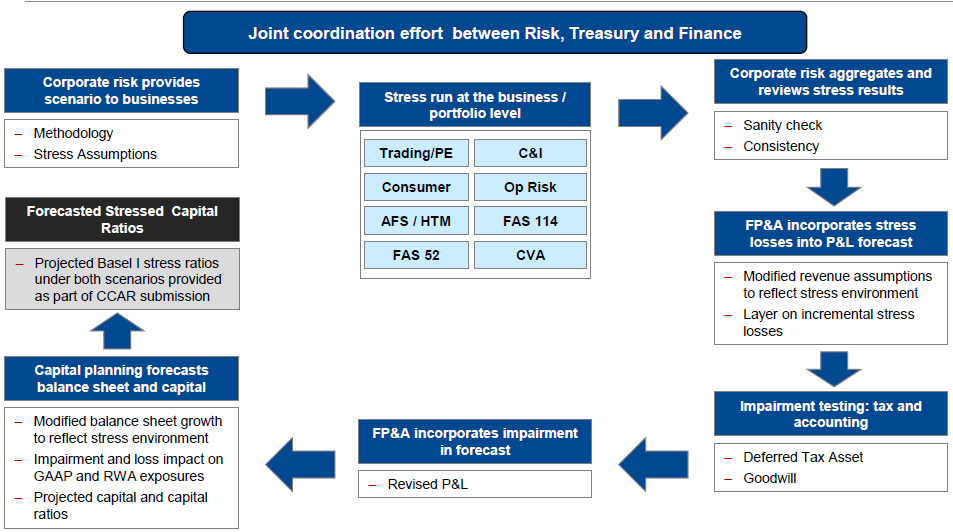 Joint coordination effort between Risk, Treasury and Finance
Corporate risk provides
scenario to businesses
– Methodology
– Stress Assumptions
Stress run at the business /
portfolio level
Trading/PE
C&I
Consumer
Op Risk
AFS / HTM
FAS 114
FAS 52
CVA
Corporate risk aggregates and
reviews stress results
– Sanity check
– Consistency
FP&A incorporates stress
losses into P&L forecast
– Modified revenue assumptions
to reflect stress environment
– Layer on incremental stress
losses
Impairment testing: tax and
accounting
– Deferred Tax Asset
– Goodwill
FP&A incorporates impairment
in forecast
– Revised P&L
Capital planning forecasts
balance sheet and capital
– Modified balance sheet growth
to reflect stress environment
– Impairment and loss impact on
GAAP and RWA exposures
– Projected capital and capital
ratios
Forecasted Stressed Capital
Ratios
– Projected Basel I stress ratios
under both scenarios provided
as part of CCAR submission